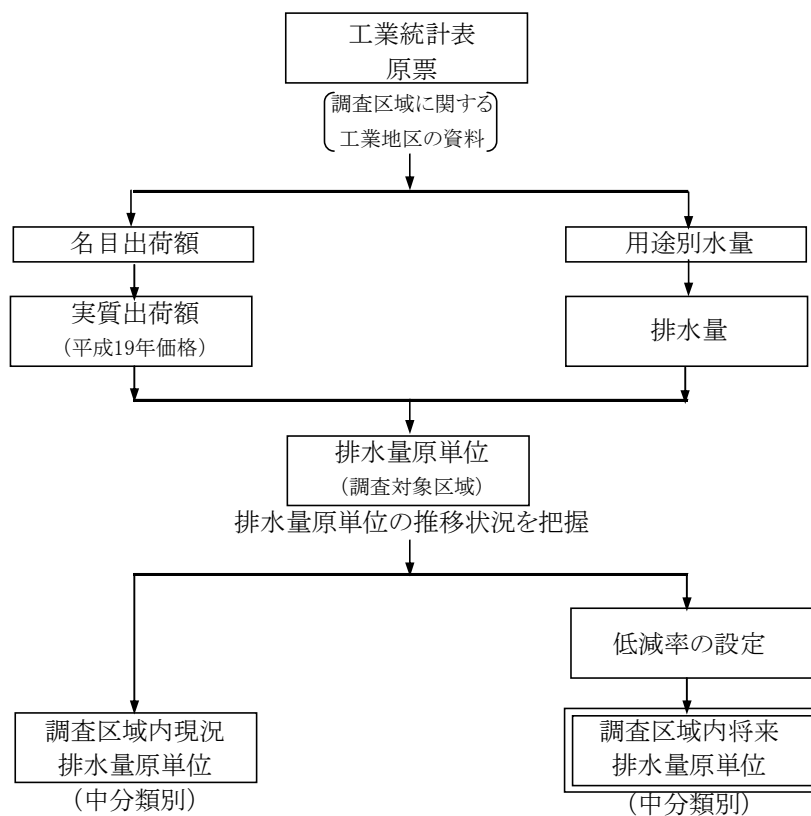 工業統計表
原票
調査区域に関する
工業地区の資料
名目出荷額
用途別水量
実質出荷額
（平成19年価格）
排水量
排水量原単位
（調査対象区域）
排水量原単位の推移状況を把握
低減率の設定
調査区域内現況
排水量原単位
（中分類別）
調査区域内将来
排水量原単位
（中分類別）